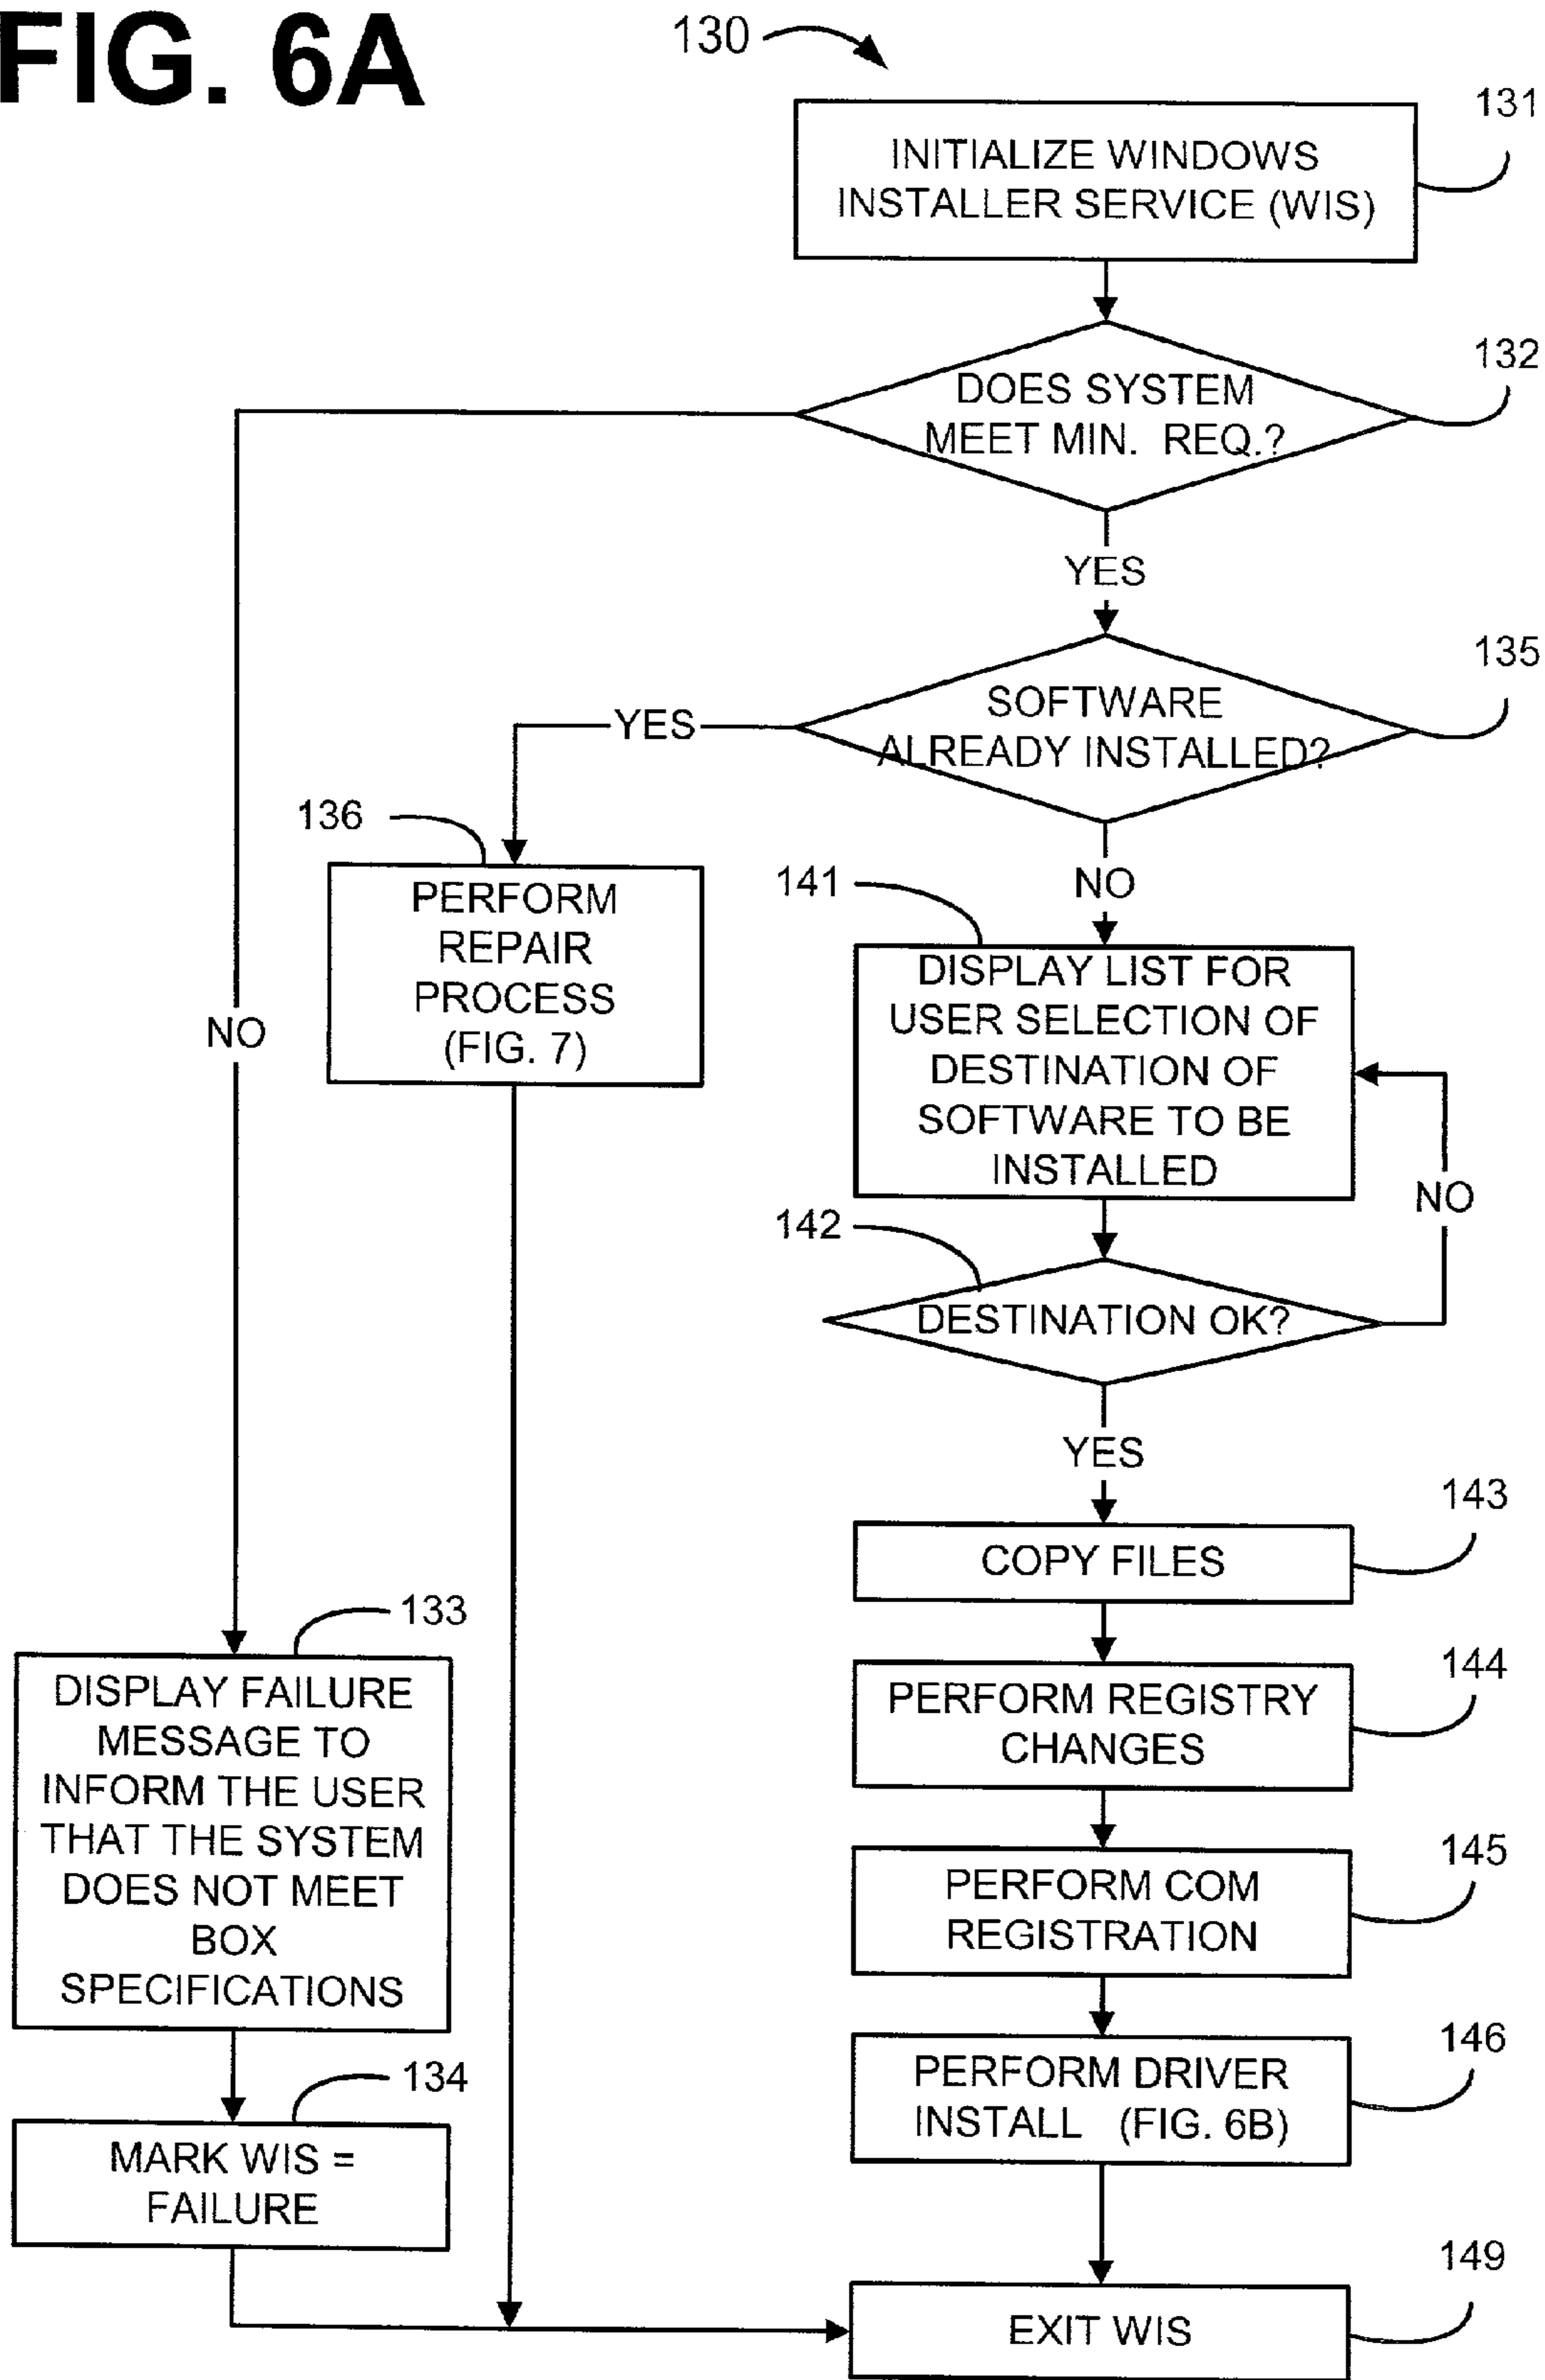 FIG. 6A
130
131
INITIALIZE WINDOWS
INSTALLER SERVICE (WIS)
132
DOES SYSTEM
MEET MIN. REQ.?
YES
135
SOFTWARE
ALREADY INSTALLED?
YES
136
PERFORM
REPAIR
PROCESS
(FIG. 7)
NO
141
DISPLAY LIST FOR
USER SELECTION OF
DESTINATION OF
SOFTWARE TO BE
INSTALLED
NO
NO
142
DESTINATION OK?
YES
143
COPY FILES
133
DISPLAY FAILURE
MESSAGE TO
INFORM THE USER
THAT THE SYSTEM
DOES NOT MEET
BOX
SPECIFICATIONS
144
PERFORM REGISTRY
CHANGES
145
PERFORM COM
REGISTRATION
146
PERFORM DRIVER
INSTALL (FIG. 6B)
134
MARK WIS =
FAILURE
149
EXIT WIS